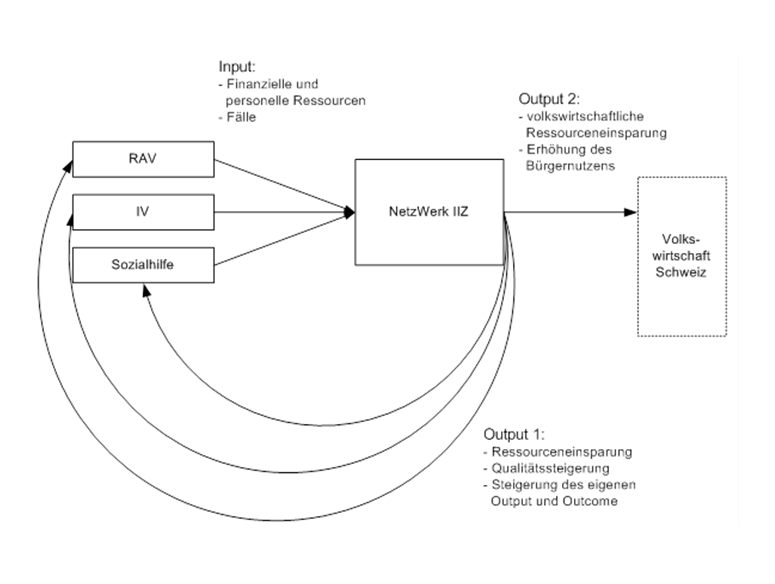 Input:
- Finanzielle und
personelle Ressourcen
- Fälle
Output 2:
- volkswirtschaftliche
Ressourceneinsparung
- Erhöhung des
Bürgernutzens
RAV
IV
Sozialhilfe
NetzWerk IIZ
Volks-
wirtschaft
Schweiz
Output 1:
- Ressourceneinsparung
- Qualitätssteigerung
- Steigerung des eigenen
Output und Outcome